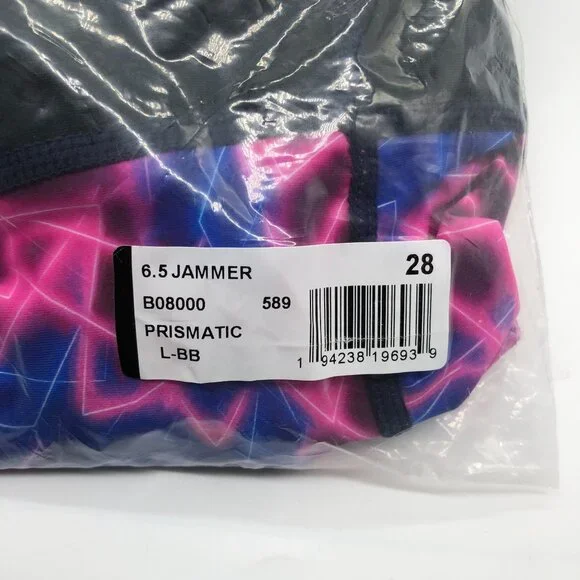 6.5 JAMMER 28
B08000 589
PRISMATIC
L-BB
1 94238 19693 9